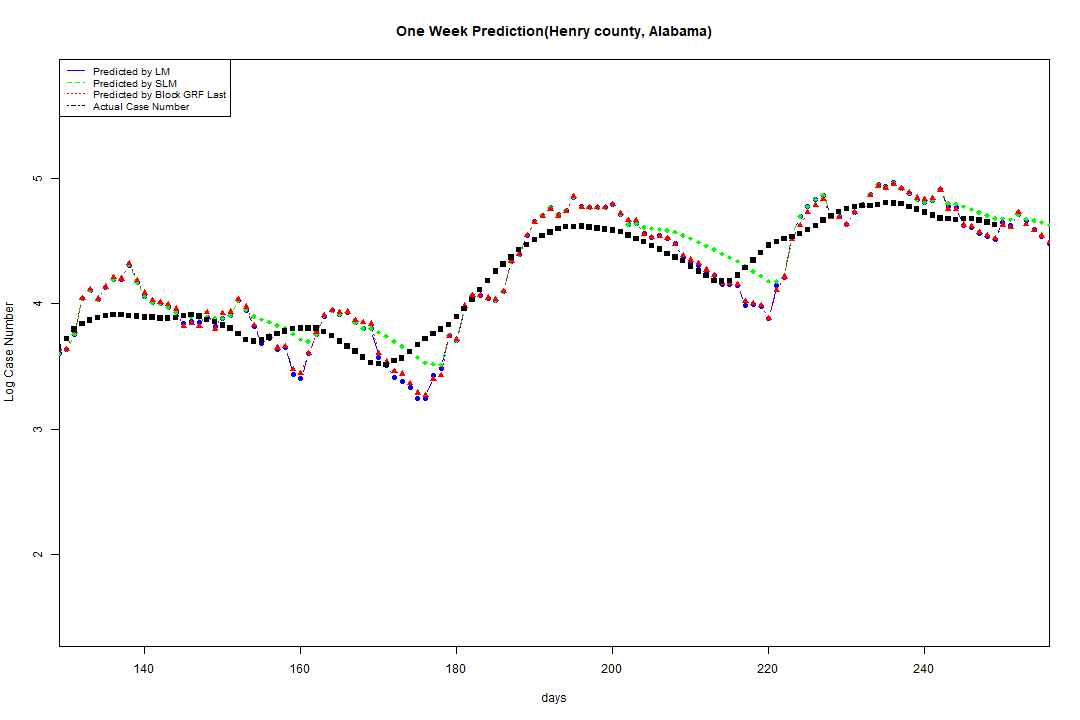 One Week Prediction(Henry county, Alabama)
Predicted by LM
Predicted by SLM
Predicted by Block GRF Last
Actual Case Number
5
4
3
2
Log Case Number
140 160 180 200 220 240
days